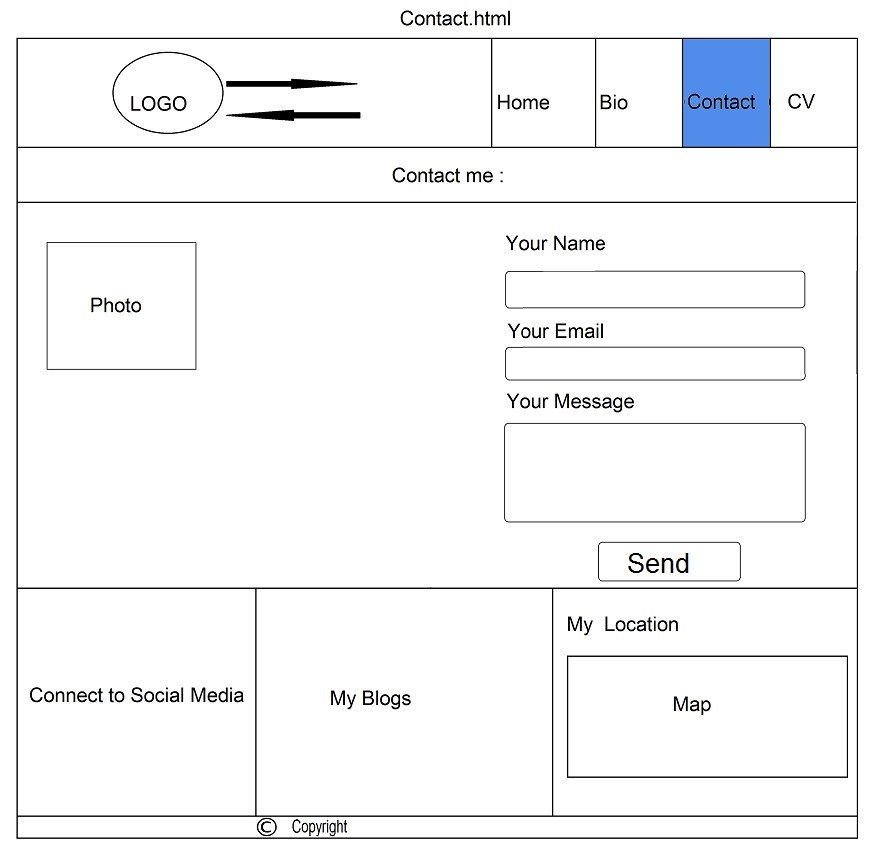 Contact.html
LOGO
Home
Bio
Contact
CV
Contact me :
Photo
Your Name
Your Email
Your Message
Send
Connect to Social Media
My Blogs
My Location
Map
© Copyright